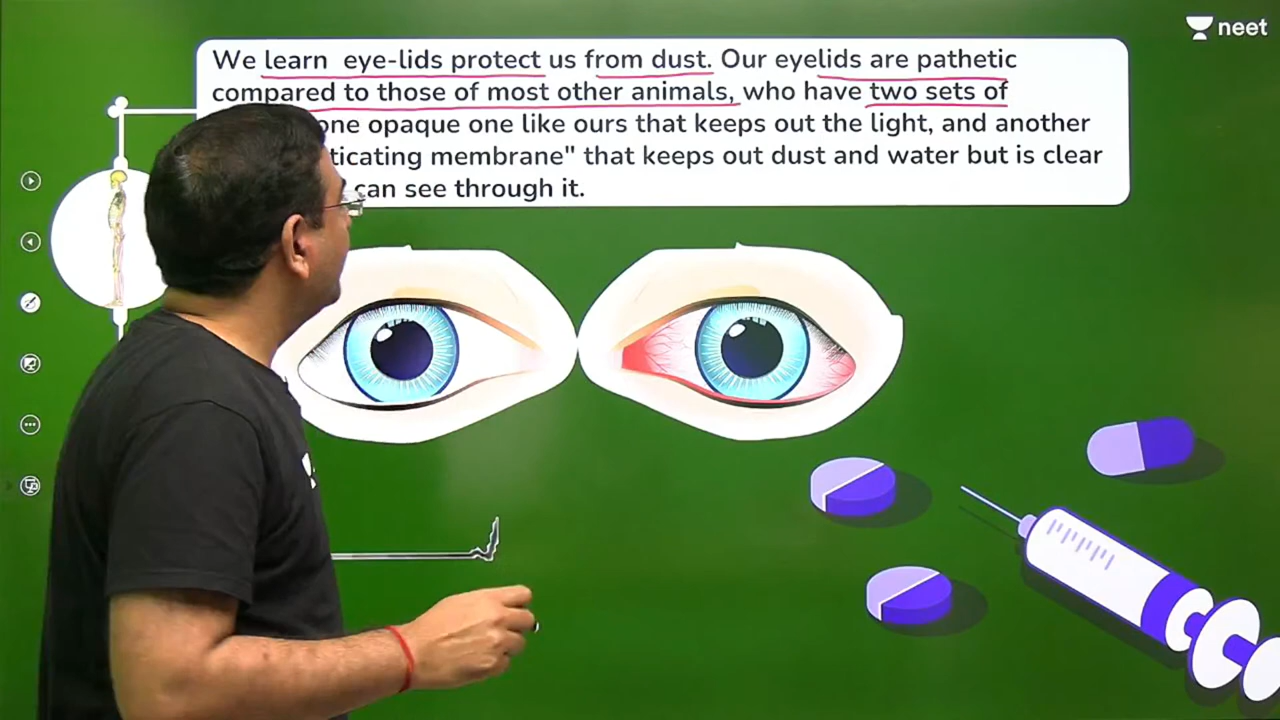 neet
We learn eye-lids protect us from dust. Our eyelids are pathetic
compared to those of most other animals, who have two sets of
one opaque one like ours that keeps out the light, and another
ticating membrane" that keeps out dust and water but is clear
can see through it.